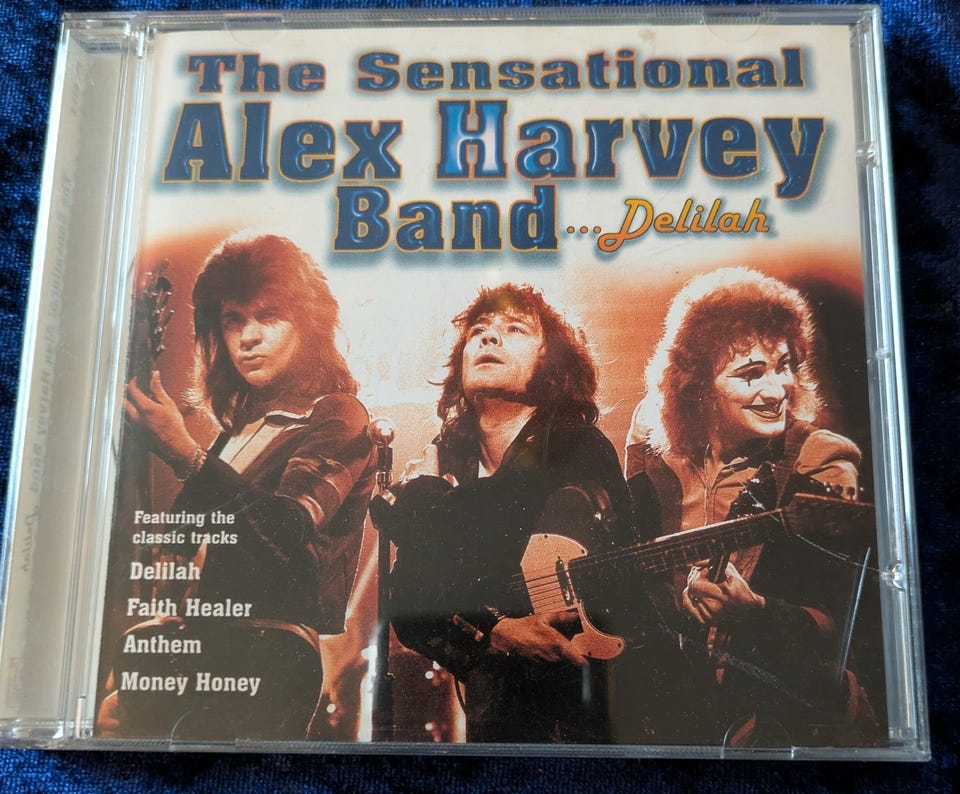 The Sensational
Alex Harvey
Band ...Delilah
Featuring the
classic tracks
Delilah
Faith Healer
Anthem
Money Honey